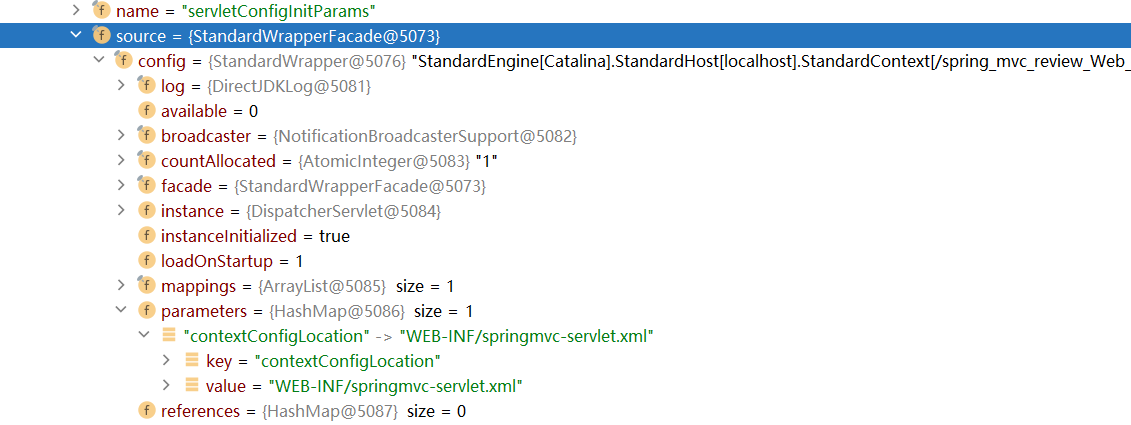 f name = "servletConfigInitParams"
f source = {StandardWrapperFacade@5073}
f config = {StandardWrapper@5076} "StandardEngine[Catalina].StandardHost[localhost].StandardContext[/spring_mvc_review_Web_
f log = {DirectJDKLog@5081}
f available = 0
f broadcaster = {NotificationBroadcasterSupport@5082}
f countAllocated = {AtomicInteger@5083} "1"
f facade = {StandardWrapperFacade@5073}
f instance = {DispatcherServlet@5084}
f instanceInitialized = true
f loadOnStartup = 1
f mappings = {ArrayList@5085} size = 1
f parameters = {HashMap@5086} size = 1
"contextConfigLocation" -> "WEB-INF/springmvc-servlet.xml"
key = "contextConfigLocation"
value = "WEB-INF/springmvc-servlet.xml"
f references = {HashMap@5087} size = 0